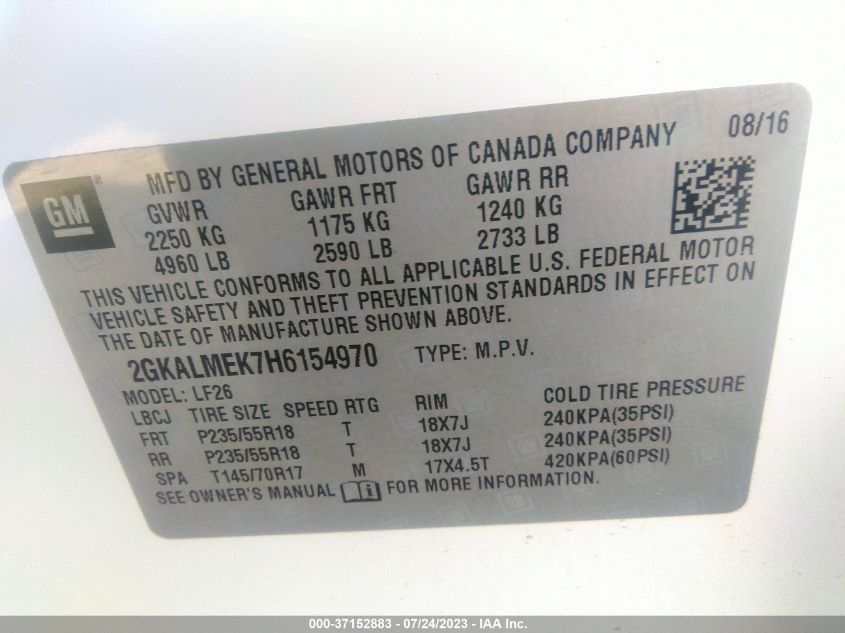 08/16
GM ®
MFD BY GENERAL MOTORS OF CANADA COMPANY
GVWR GAWR FRT GAWR RR
2250 KG 1175 KG 1240 KG
4960 LB 2590 LB 2733 LB
THIS VEHICLE CONFORMS TO ALL APPLICABLE U.S. FEDERAL MOTOR
VEHICLE SAFETY AND THEFT PREVENTION STANDARDS IN EFFECT ON
THE DATE OF MANUFACTURE SHOWN ABOVE.
2GKALMEK7H6154970 TYPE: M.P.V.
MODEL: LF26
LBCJ TIRE SIZE SPEED RTG RIM COLD TIRE PRESSURE
FRT P235/55R18 T 18X7J 240KPA(35PSI)
RR P235/55R18 T 18X7J 240KPA(35PSI)
SPA T145/70R17 M 17X4.5T 420KPA(60PSI)
SEE OWNER'S MANUAL FOR MORE INFORMATION.
000-37152883 - 07/24/2023 - IAA Inc.